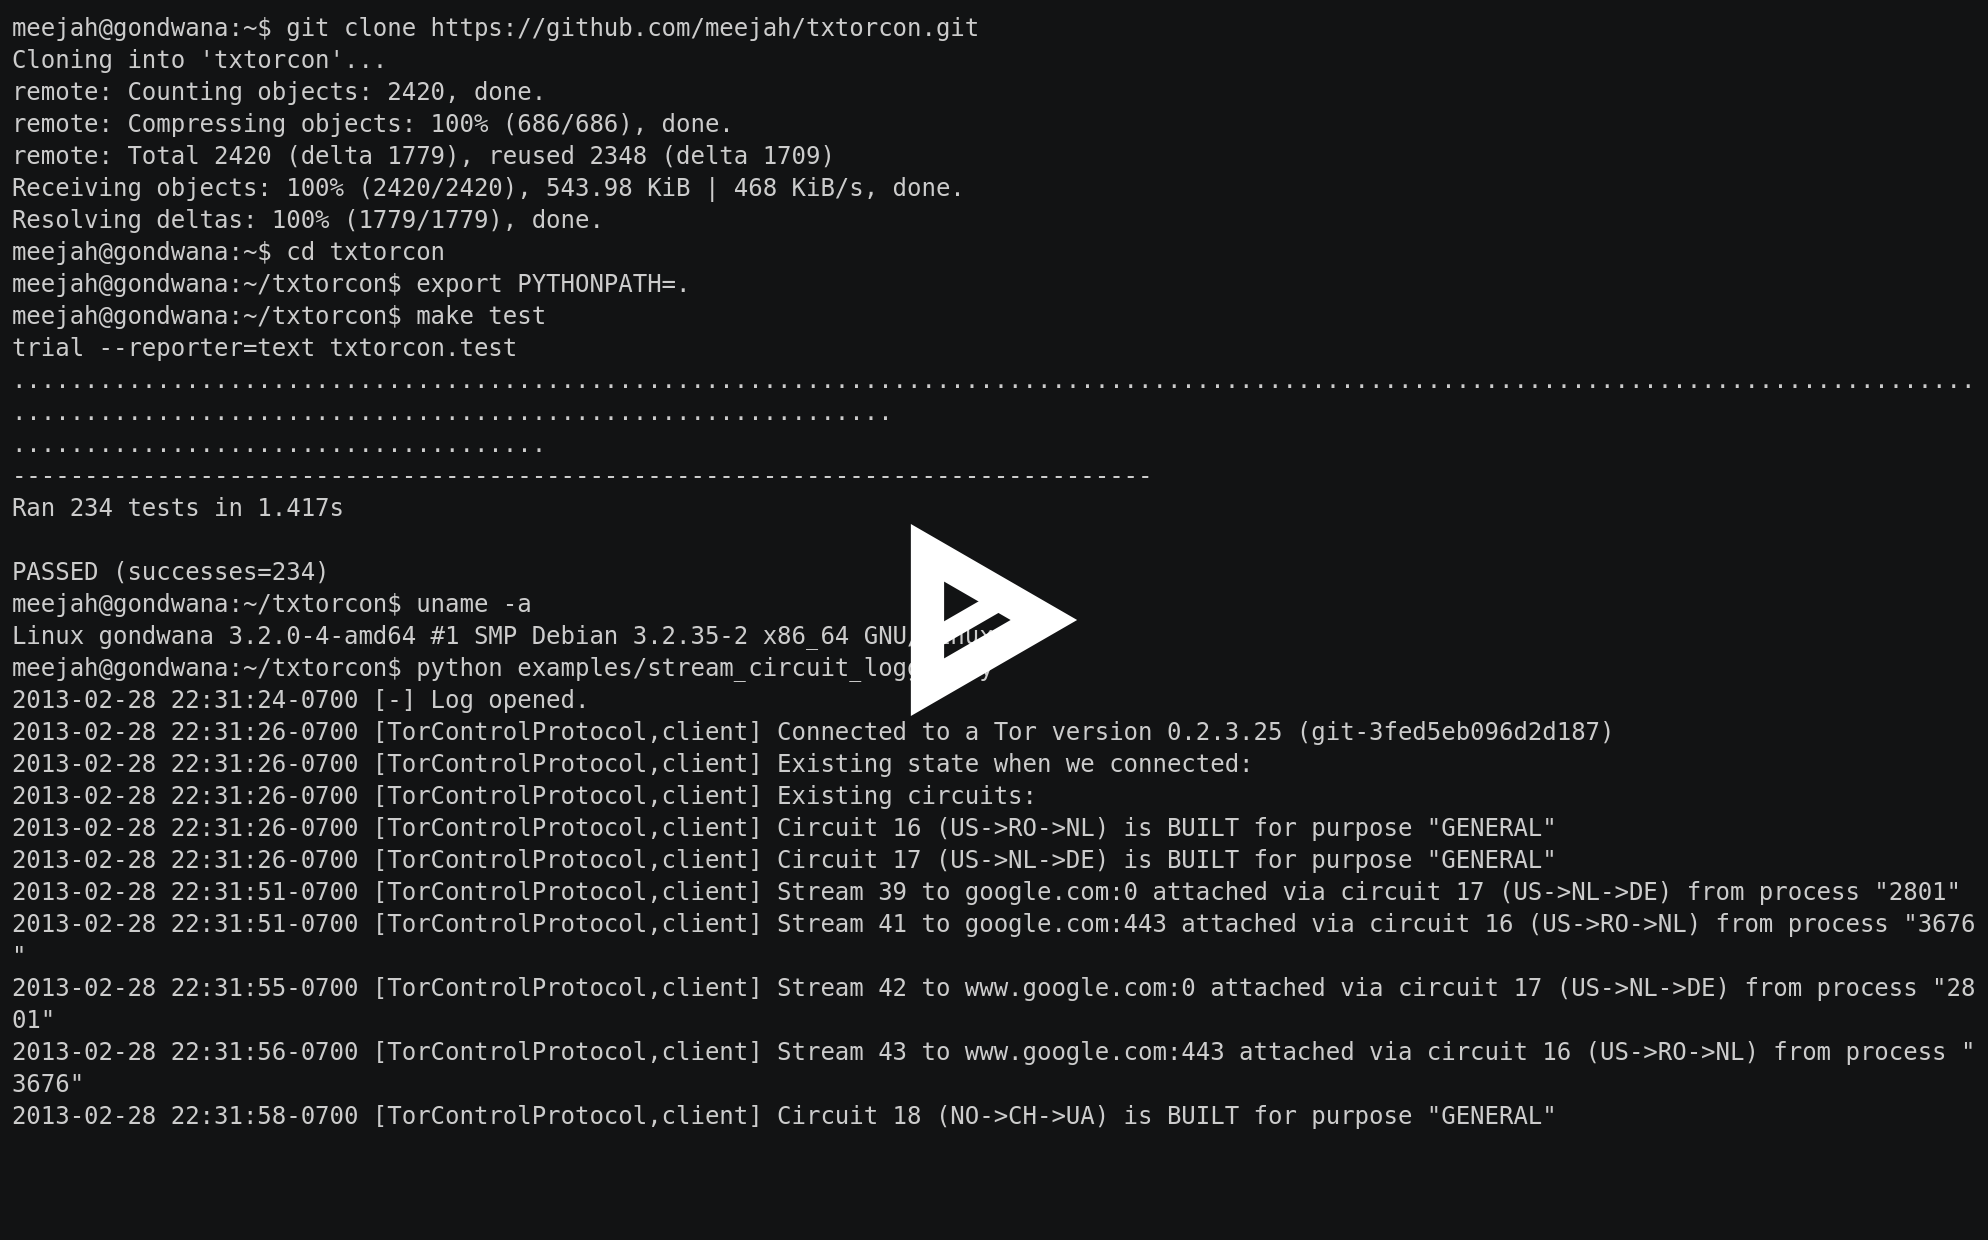 meejah@gondwana:~$ git clone https://github.com/meejah/txtorcon.git
Cloning into 'txtorcon'...
remote: Counting objects: 2420, done.
remote: Compressing objects: 100% (686/686), done.
remote: Total 2420 (delta 1779), reused 2348 (delta 1709)
Receiving objects: 100% (2420/2420), 543.98 KiB | 468 KiB/s, done.
Resolving deltas: 100% (1779/1779), done.
meejah@gondwana:~$ cd txtorcon
meejah@gondwana:~/txtorcon$ export PYTHONPATH=.
meejah@gondwana:~/txtorcon$ make test
trial --reporter=text txtorcon.test
........................................................................................................................................
.............................................................
.....................................
-------------------------------------------------------------------------------
Ran 234 tests in 1.417s
PASSED (successes=234)
meejah@gondwana:~/txtorcon$ uname -a
Linux gondwana 3.2.0-4-amd64 #1 SMP Debian 3.2.35-2 x86_64 GNU/Linux
meejah@gondwana:~/txtorcon$ python
2013-02-28 22:31:24-0700 [-] Log opened.
2013-02-28 22:31:26-0700 [TorControlProtocol,client] Connected to a Tor version 0.2.3.25 (git-3fed5eb096d2d187)
2013-02-28 22:31:26-0700 [TorControlProtocol,client] Existing state when we connected:
2013-02-28 22:31:26-0700 [TorControlProtocol,client] Existing circuits:
2013-02-28 22:31:26-0700 [TorControlProtocol,client] Circuit 16 (US->RO->NL) is BUILT for purpose "GENERAL"
2013-02-28 22:31:26-0700 [TorControlProtocol,client] Circuit 17 (US->NL->DE) is BUILT for purpose "GENERAL"
2013-02-28 22:31:51-0700 [TorControlProtocol,client] Stream 39 to google.com:0 attached via circuit 17 (US->NL->DE) from process "2801"
2013-02-28 22:31:51-0700 [TorControlProtocol,client] Stream 41 to google.com:443 attached via circuit 16 (US->RO->NL) from process "3676
"
2013-02-28 22:31:55-0700 [TorControlProtocol,client] Stream 42 to www.google.com:0 attached via circuit 17 (US->NL->DE) from process "28
01"
2013-02-28 22:31:56-0700 [TorControlProtocol,client] Stream 43 to www.google.com:443 attached via circuit 16 (US->RO->NL) from process "
3676"
2013-02-28 22:31:58-0700 [TorControlProtocol,client] Circuit 18 (NO->CH->UA) is BUILT for purpose "GENERAL"